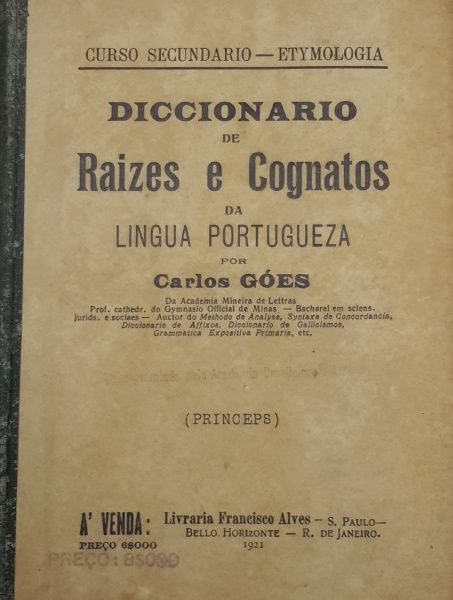 CURSO SECUNDARIO — ETYMOLOGIA
DICCIONARIO
DE
Raizes e Cognatos
DA
LINGUA PORTUGUEZA
POR
Carlos GÓES
Da Academia Mineira de Lettras
Prof. cathedr. do Gymnasio Official de Minas — Bacharel em sciens.
jurids. e sociaes — Auctor do Methodo de Analyse, Syntaxe de Concordancia,
Diccionario de Affixos, Diccionario de Gallicismos,
Grammatica Expositiva Primaria, etc.
(PRINCEPS)
A' VENDA: Livraria Francisco Alves — S. PAULO—
BELLO HORIZONTE — R. DE JANEIRO.
PREÇO 6$000
1921
PREÇO: 8$000